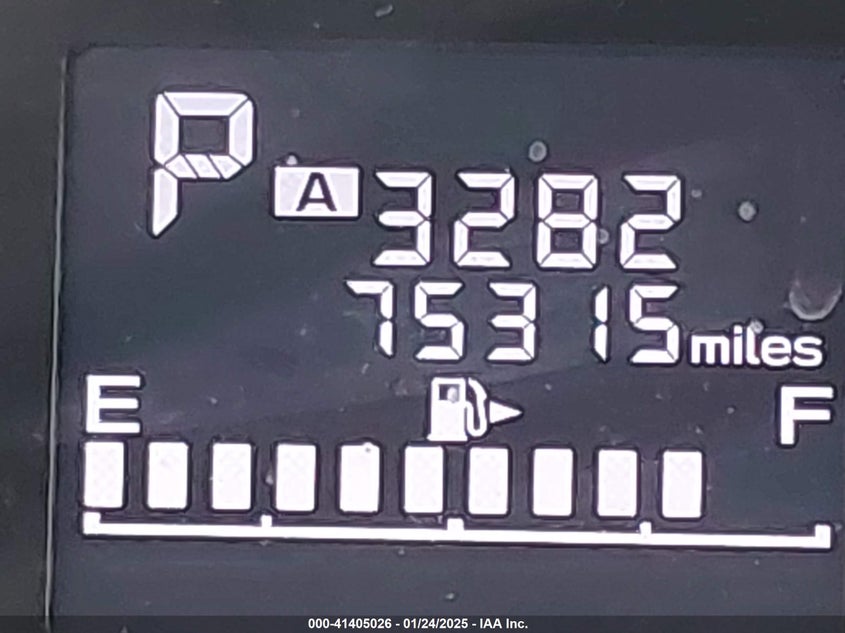 P
A 3282
75315 miles
E F
000-41405026 - 01/24/2025 - IAA Inc.